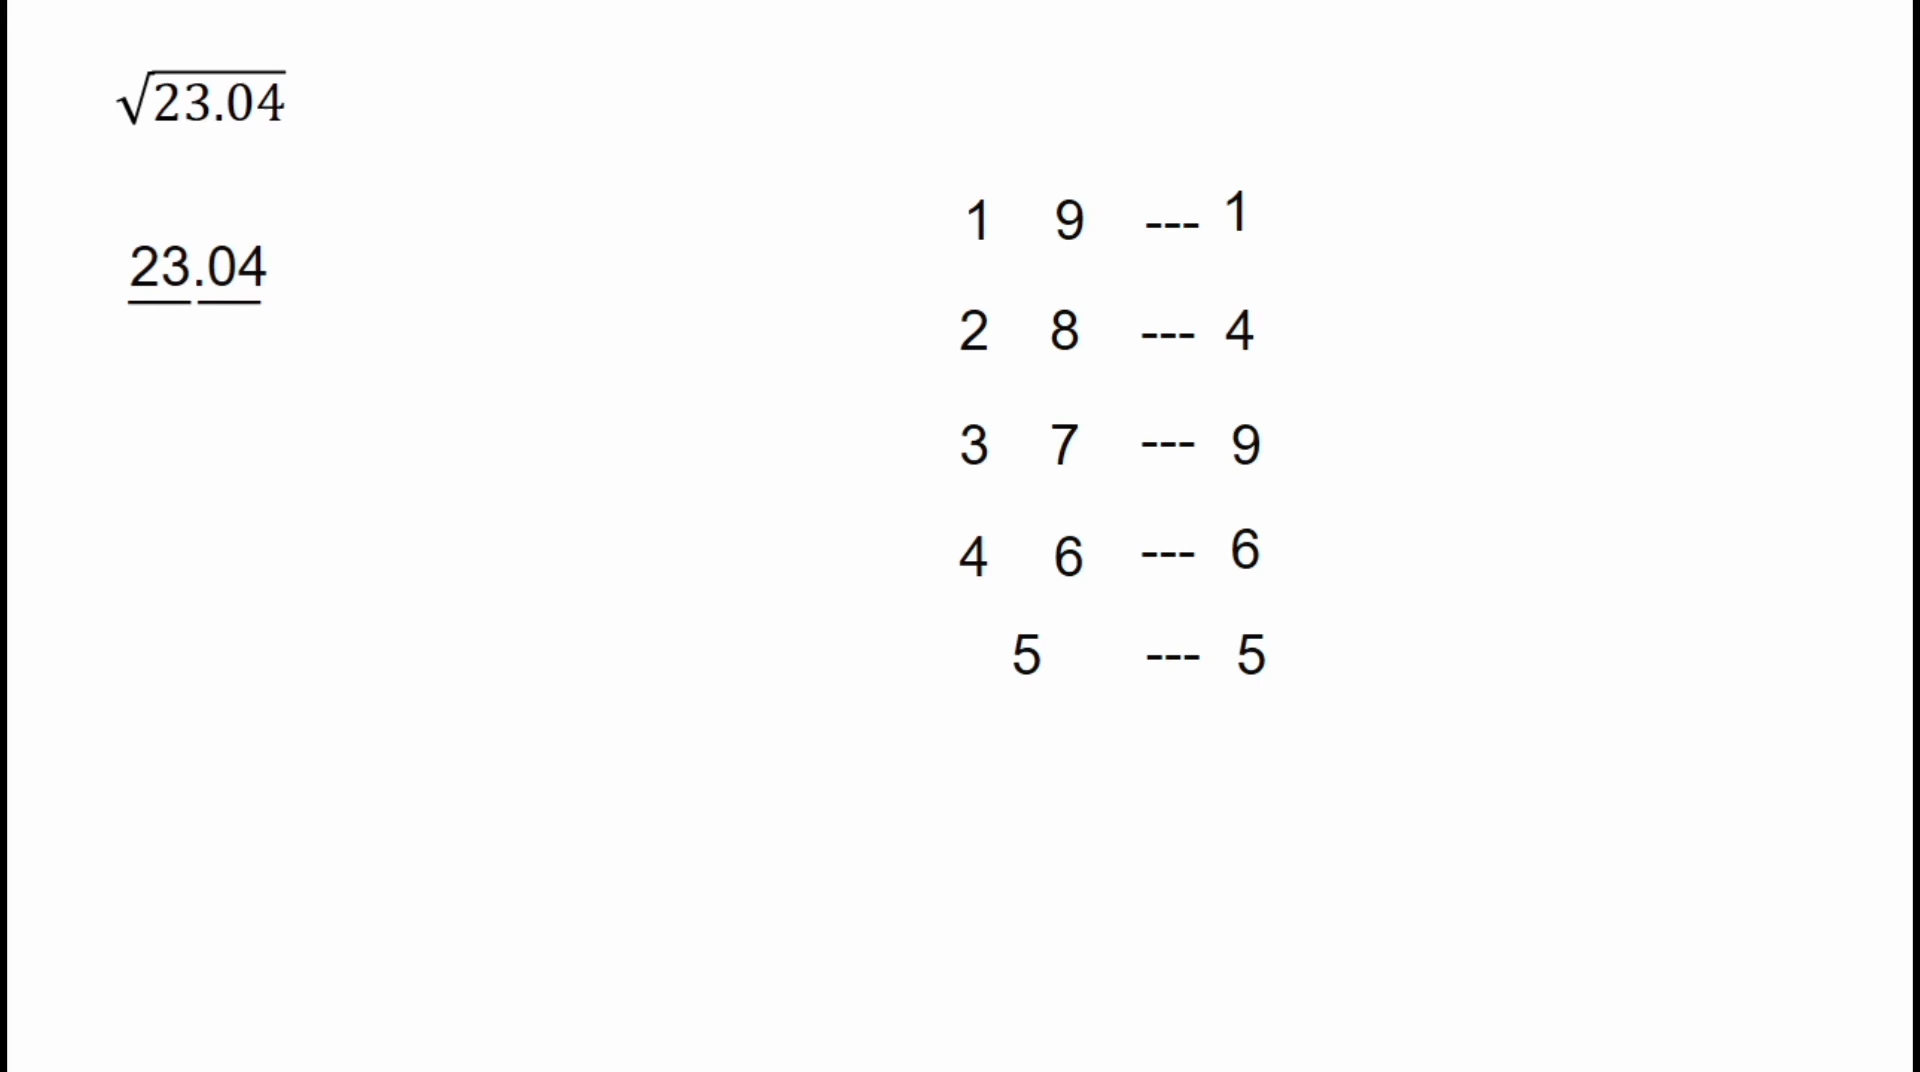 √23.04
23.04
1 9 --- 1
2 8 --- 4
3 7 --- 9
4 6 --- 6
5 --- 5